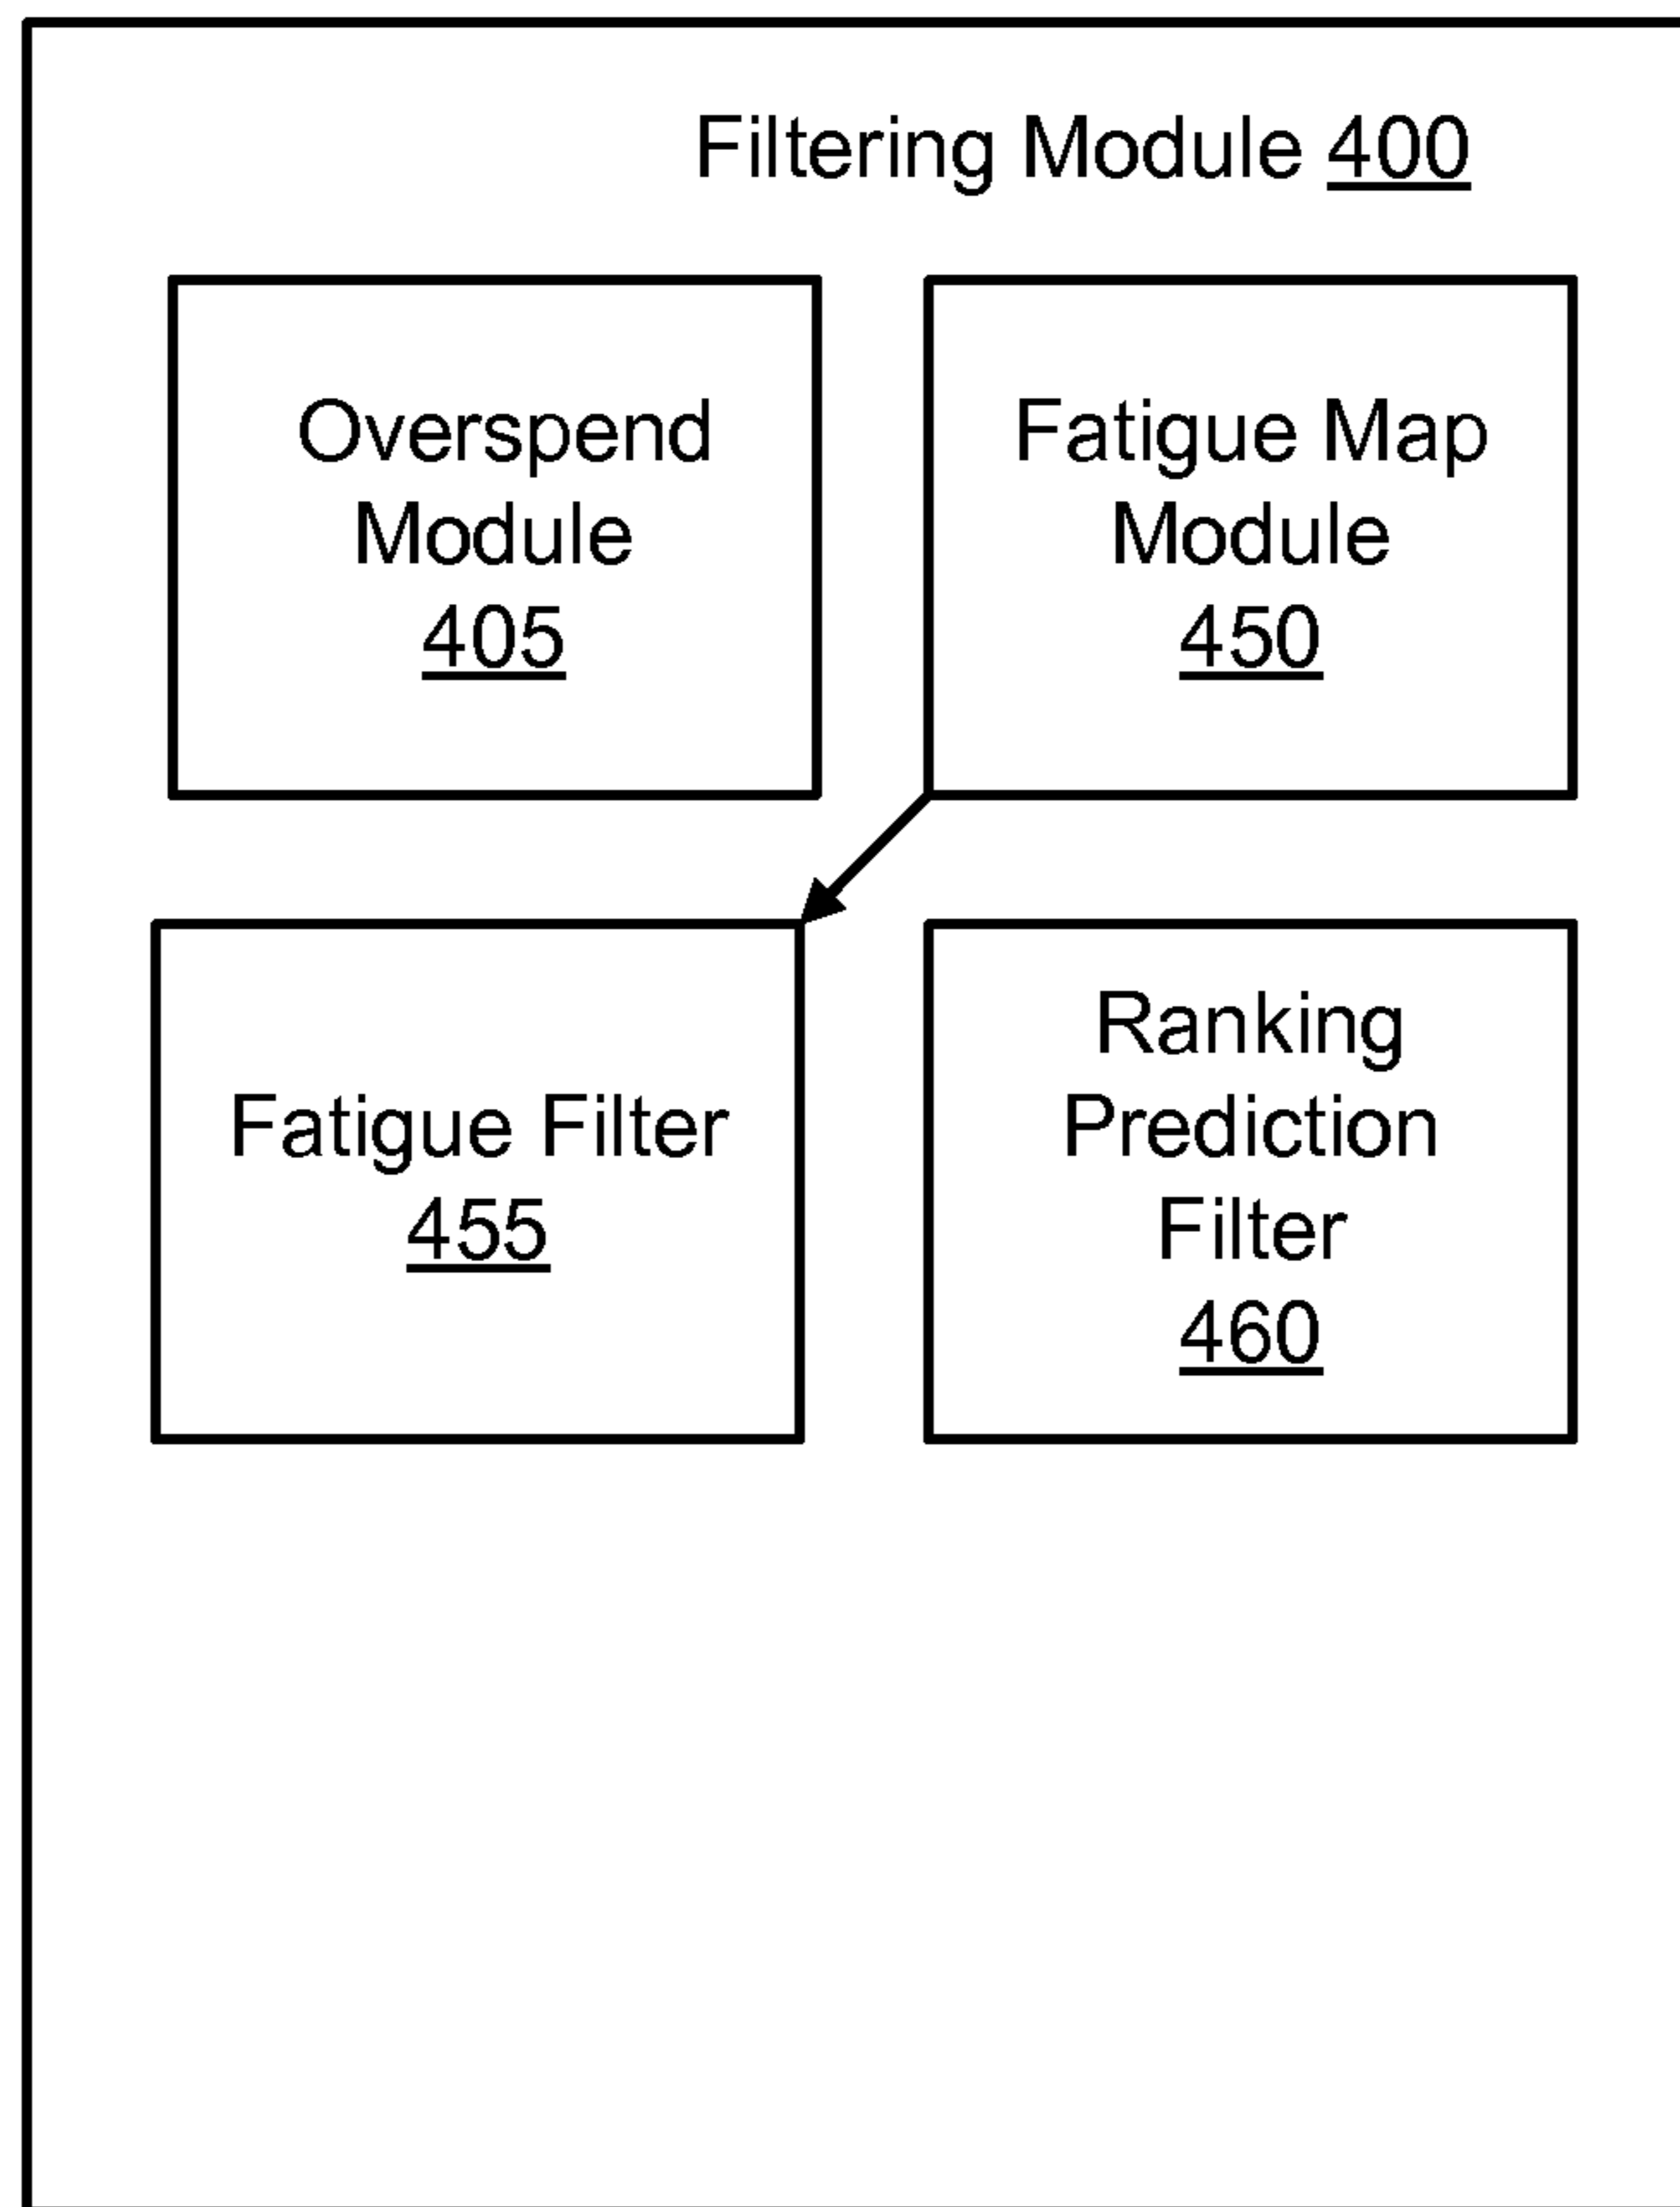 Filtering Module 400
Overspend
Module
405
Fatigue Map
Module
450
Fatigue Filter
455
Ranking
Prediction
Filter
460